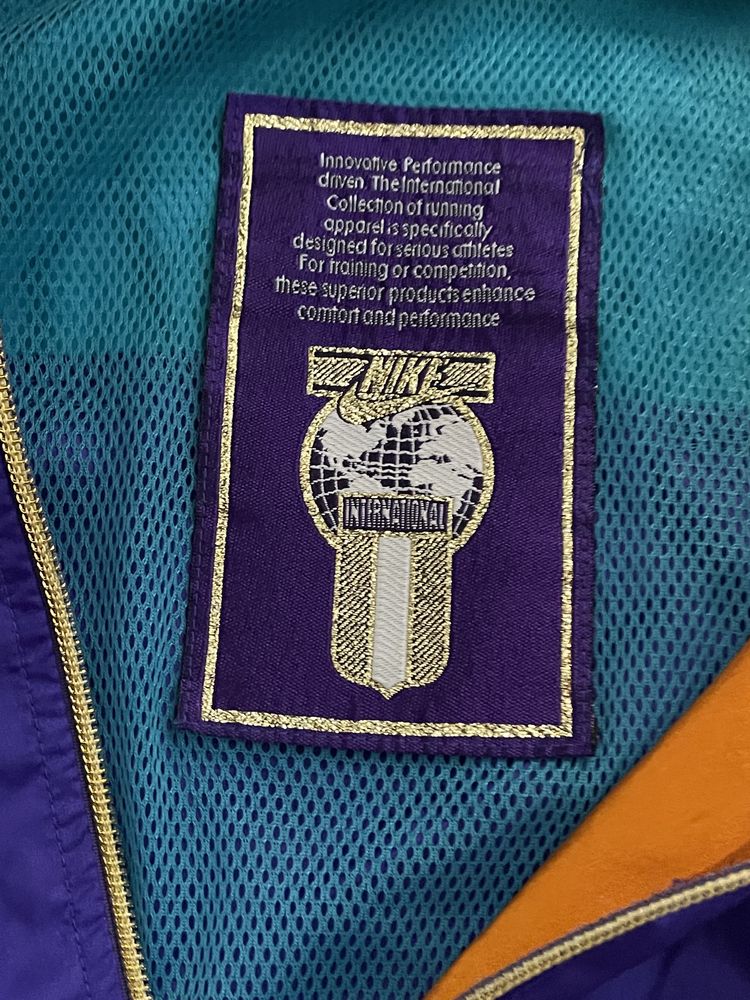 Innovative Performance
driven. The International
Collection of running
apparel is specifically
designed for serious athletes
For training or competition,
these superior products enhance
comfort and performance
NIKE
INTERNATIONAL